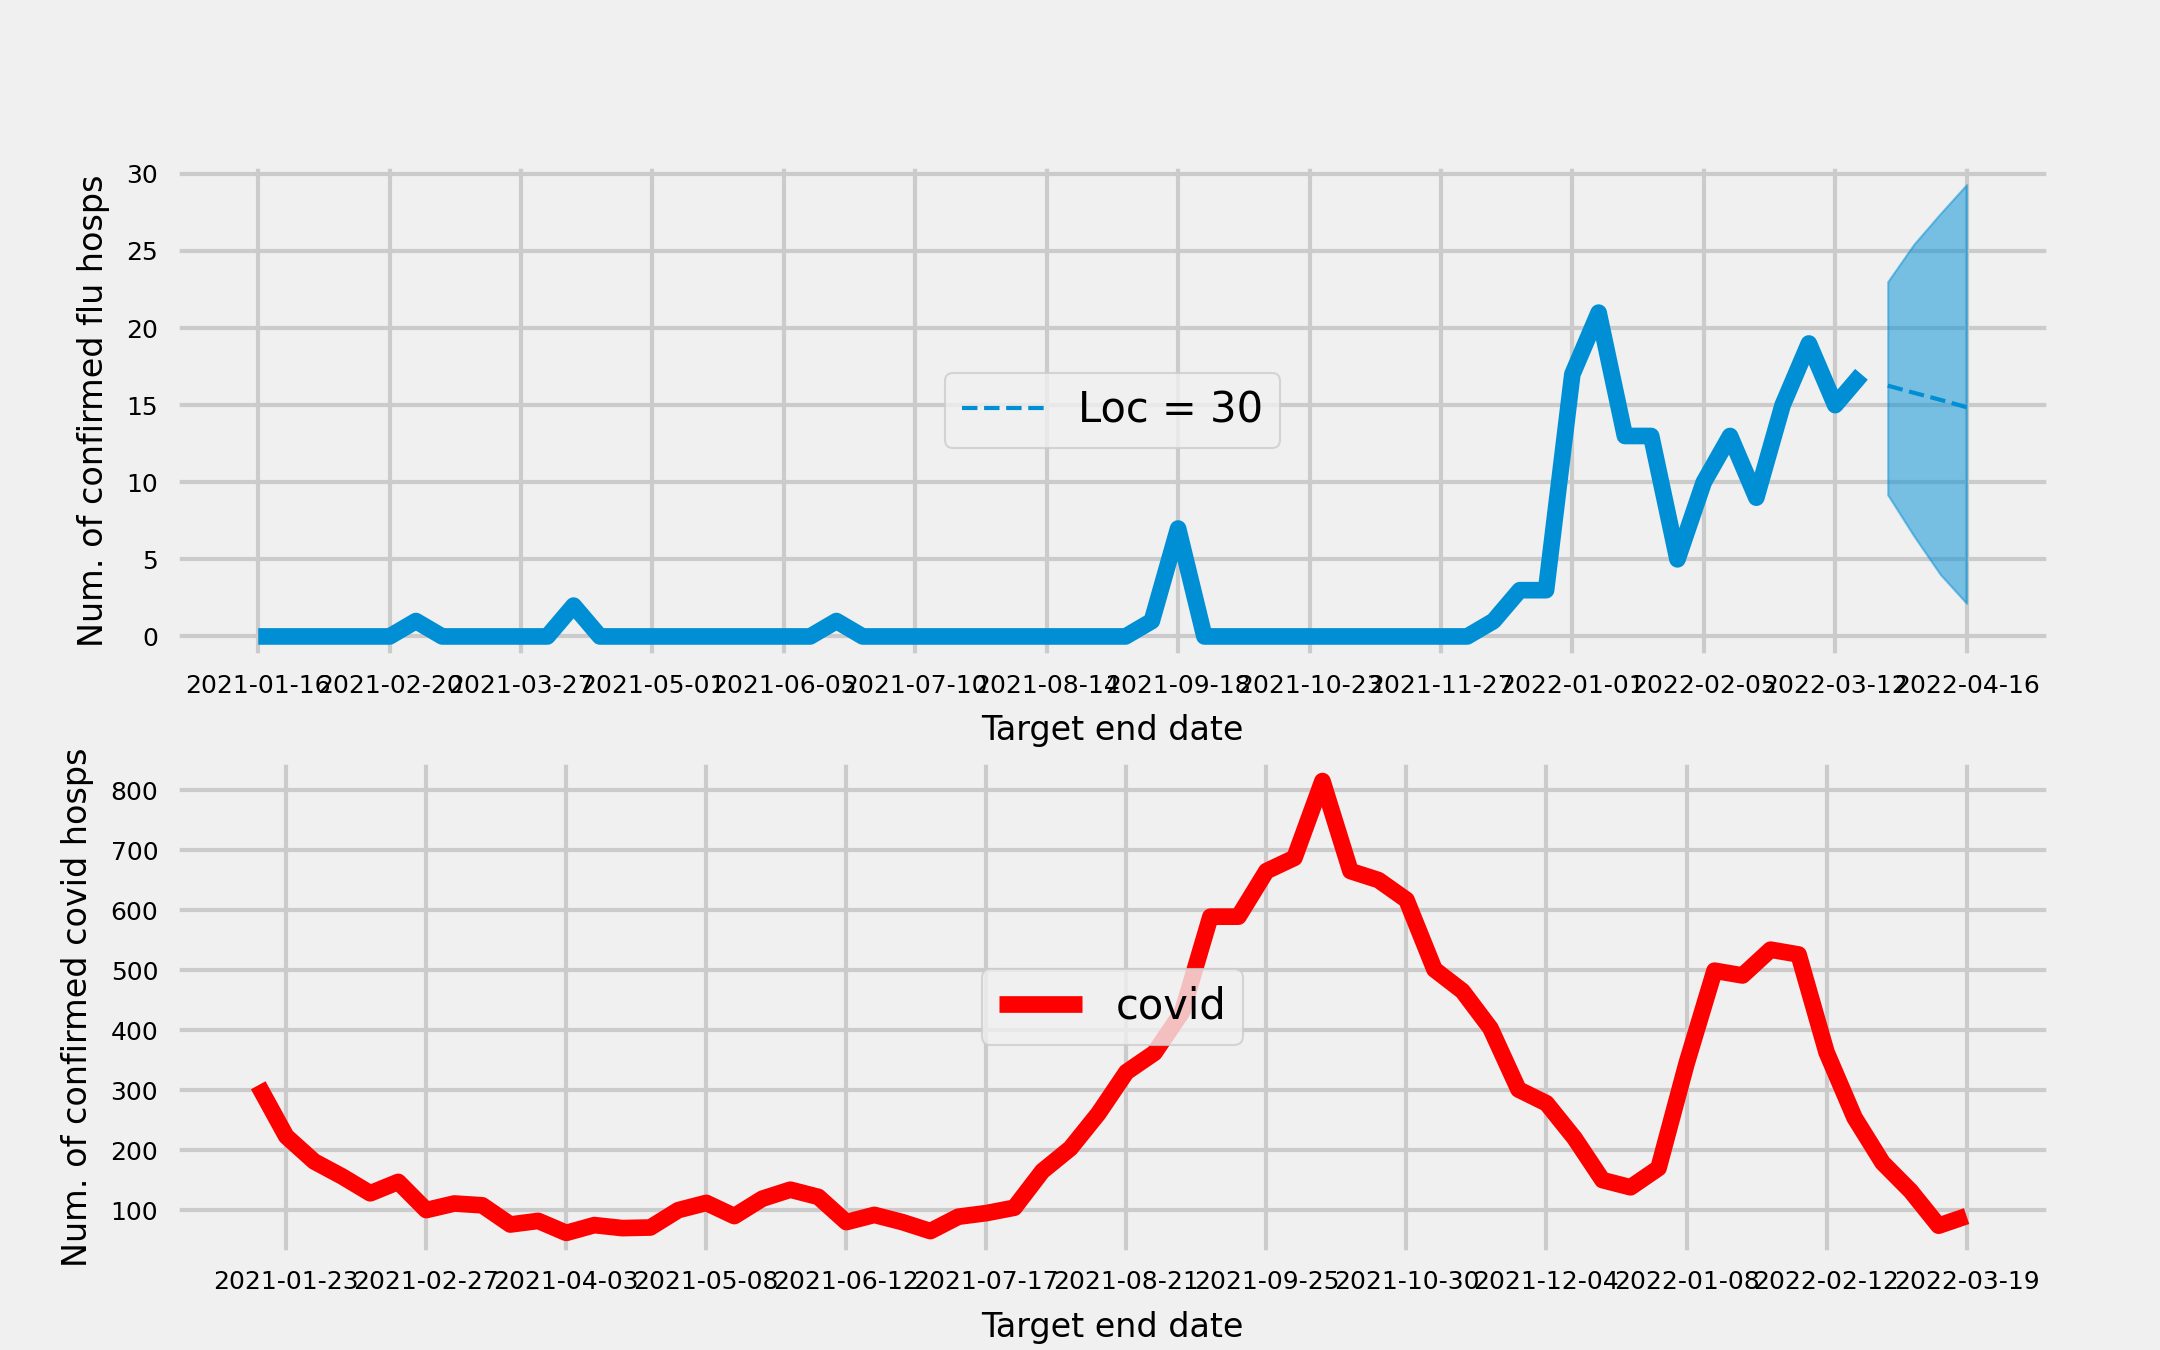 Num. of confirmed flu hosps
30
25
20
15
10
5
0
Loc = 30
2021-01-16 2021-02-20 2021-03-27 2021-05-01 2021-06-05 2021-07-10 2021-08-14 2021-09-18 2021-10-23 2021-11-27 2022-01-01 2022-02-05 2022-03-12 2022-04-16
Target end date
Num. of confirmed covid hosps
800
700
600
500
400
300
200
100
covid
2021-01-23 2021-02-27 2021-04-03 2021-05-08 2021-06-12 2021-07-17 2021-08-21 2021-09-25 2021-10-30 2021-12-04 2022-01-08 2022-02-12 2022-03-19
Target end date